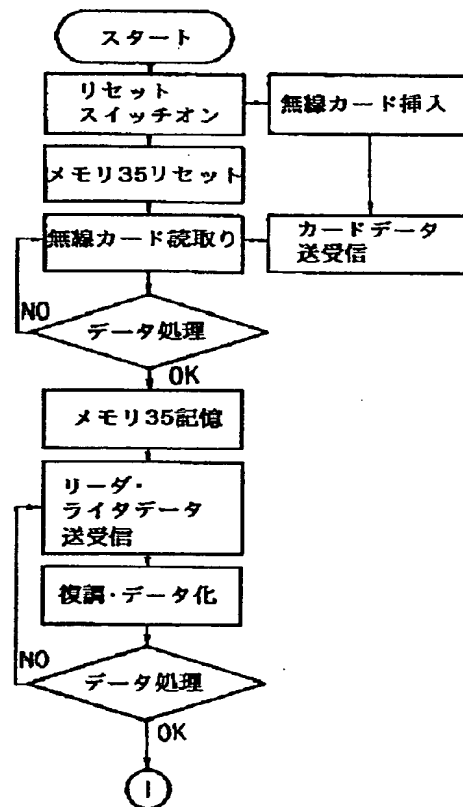 スタート
リセット
スイッチオン
無線カード挿入
メモリ35リセット
無線カード読取り
カードデータ
送受信
NO
データ処理
OK
メモリ35記憶
リーダ・
ライタデータ
送受信
復調・データ化
NO
データ処理
OK
1